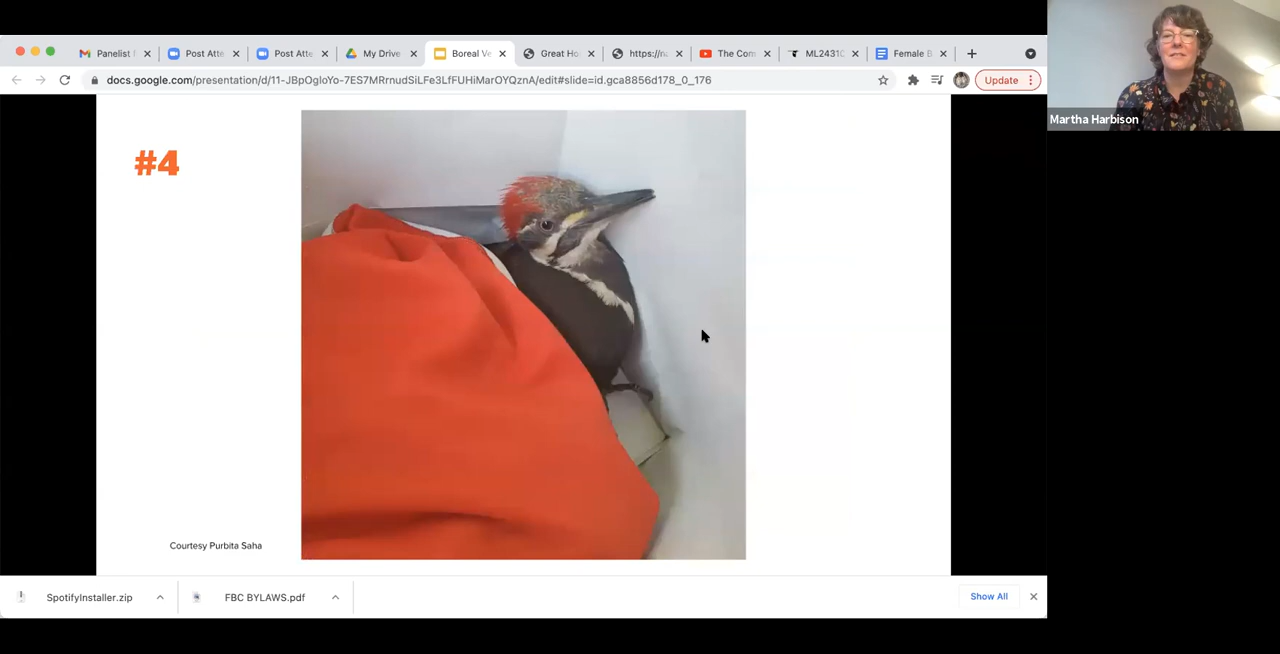 Panelist
Post Atte
Post Atte
My Drive
Boreal Ve
Great Ho
https://n
The Com
ML2431
Female B
docs.google.com/presentation/d/11-JBpOgIoYo-7ES7MRrnudSiLFe3LfFUHiMarOYQznA/edit#slide=id.gca8856d178_0_176
Update
Martha Harbison
#4
Courtesy Purbita Saha
SpotifyInstaller.zip
FBC BYLAWS.pdf
Show All